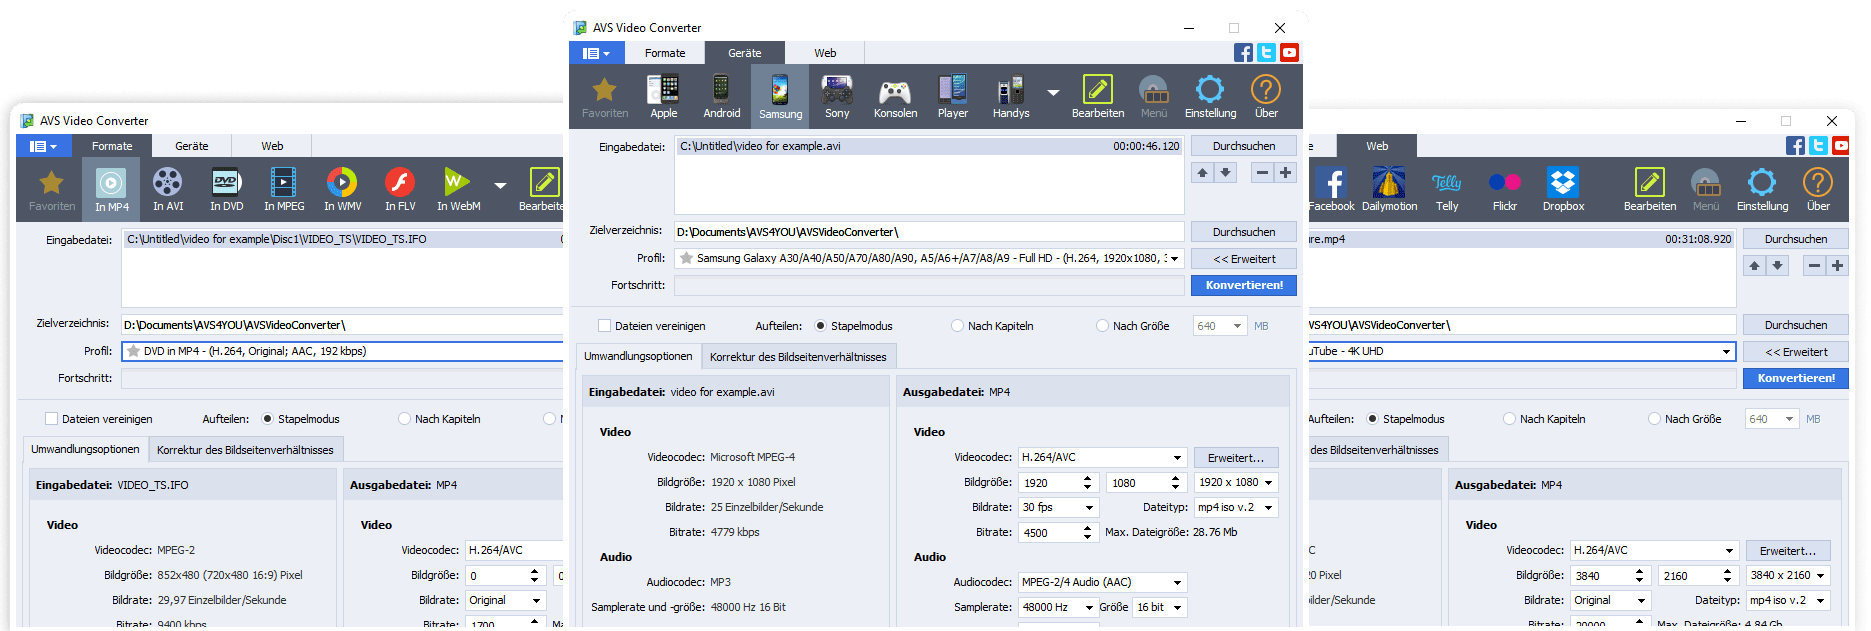 AVS Video Converter
Formate Geräte Web
Favoriten In MP4 In AVI In DVD In MPEG In WMV In FLV In WebM
Eingabedatei: C:\Untitled\video for example\Disc1\VIDEO_TS\VIDEO_TS.IFO
Zielverzeichnis: D:\Documents\AVS4YOU\AVSVideoConverter\
Profil: DVD in MP4 - (H.264, Original; AAC, 192 kbps)
Fortschritt:
Dateien vereinigen Aufteilen: Stapelmodus Nach Kapiteln
Umwandlungsoptionen Korrektur des Bildseitenverhältnisses
Eingabedatei: VIDEO_TS.IFO Ausgabedatei: MP4
Video Video
Videocodec: MPEG-2 Videocodec: H.264/AVC
Bildgröße: 852x480 (720x480 16:9) Pixel Bildgröße: 0
Bildrate: 29,97 Einzelbilder/Sekunde Bildrate: Original
Bitrate: 9400 kbps Bitrate: 1700
AVS Video Converter
Formate Geräte Web
Favoriten Apple Android Samsung Sony Konsolen Player Handys Bearbeiten Menü Einstellung Über
Eingabedatei: C:\Untitled\video for example.avi 00:00:46.120 Durchsuchen
Zielverzeichnis: D:\Documents\AVS4YOU\AVSVideoConverter\ Durchsuchen
Profil: Samsung Galaxy A30/A40/A50/A70/A80/A90, A5/A6+/A7/A8/A9 - Full HD - (H.264, 1920x1080, << Erweitert
Fortschritt: Konvertieren!
Dateien vereinigen Aufteilen: Stapelmodus Nach Kapiteln Nach Größe 640 MB
Umwandlungsoptionen Korrektur des Bildseitenverhältnisses
Eingabedatei: video for example.avi Ausgabedatei: MP4
Video Video
Videocodec: Microsoft MPEG-4 Videocodec: H.264/AVC Erweitert...
Bildgröße: 1920 x 1080 Pixel Bildgröße: 1920 1080 1920 x 1080
Bildrate: 25 Einzelbilder/Sekunde Bildrate: 30 fps Dateityp: mp4 iso v.2
Bitrate: 4779 kbps Bitrate: 4500 Max. Dateigröße: 28.76 Mb
Audio Audio
Audiocodec: MP3 Audiocodec: MPEG-2/4 Audio (AAC)
Samplerate und -größe: 48000 Hz 16 Bit Samplerate: 48000 Hz Größe 16 bit
Web
Facebook Dailymotion Telly Flickr Dropbox Bearbeiten Menü Einstellung Über
.mp4 00:31:08.920 Durchsuchen
\AVSVideoConverter\ Durchsuchen
- 4K UHD << Erweitert
Konvertieren!
Aufteilen: Stapelmodus Nach Kapiteln Nach Größe 640 MB
des Bildseitenverhältnisses
Ausgabedatei: MP4
Video
Videocodec: H.264/AVC Erweitert...
Pixel Bildgröße: 3840 2160 3840 x 2160
Bildrate: Original Dateityp: mp4 iso v.2
Bitrate: 20000 Max. Dateigröße: 4.84 Gb